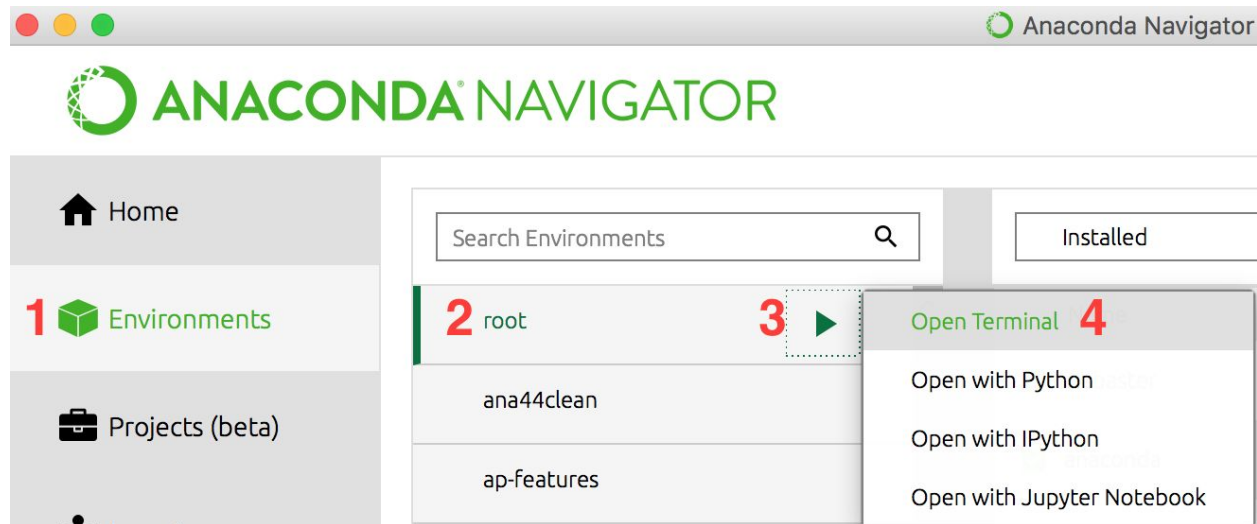 Anaconda Navigator
ANACONDA NAVIGATOR
Home
Search Environments
Installed
1 Environments
2 root 3
Open Terminal 4
Open with Python
ana44clean
Open with IPython
Projects (beta)
ap-features
Open with Jupyter Notebook